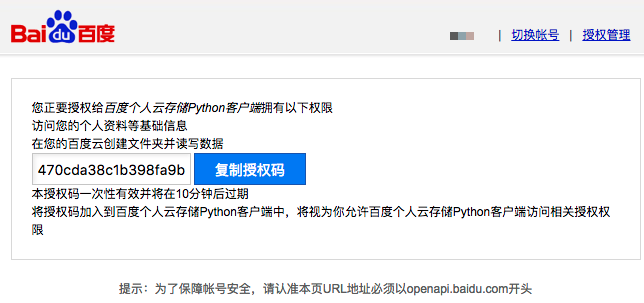 Bai du 百度
| 切换帐号 | 授权管理
您正要授权给百度个人云存储Python客户端拥有以下权限
访问您的个人资料等基础信息
在您的百度云创建文件夹并读写数据
470cda38c1b398fa9b 复制授权码
本授权码一次性有效并将在10分钟后过期
将授权码加入到百度个人云存储Python客户端中，将视为你允许百度个人云存储Python客户端访问相关授权权
限
提示：为了保障帐号安全，请认准本页URL地址必须以openapi.baidu.com开头